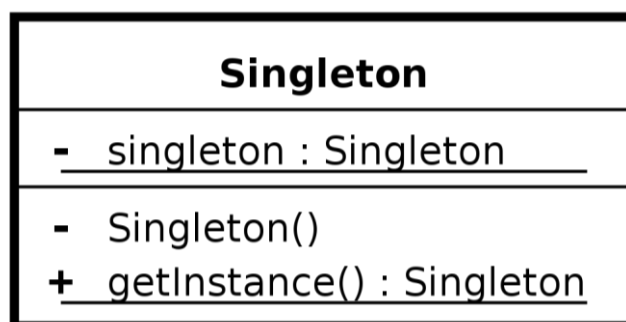 Singleton
- singleton : Singleton
- Singleton()
+ getInstance() : Singleton